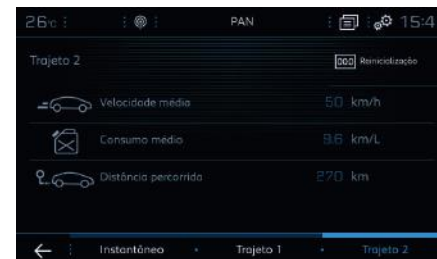 26°c PAN 15:4
Trajeto 2 000 Reinicialização
Velocidade média 50 km/h
Consumo médio 9.6 km/L
Distância percorrida 270 km
Instantâneo • Trajeto 1 • Trajeto 2